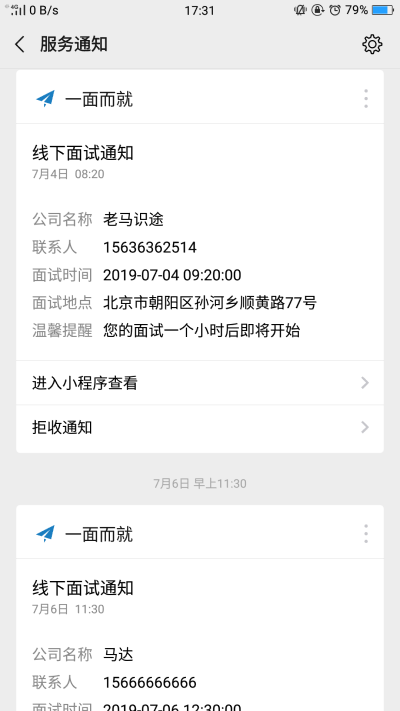 4G 0 B/s 17:31 79%
服务通知
一面而就
线下面试通知
7月4日 08:20
公司名称 老马识途
联系人 15636362514
面试时间 2019-07-04 09:20:00
面试地点 北京市朝阳区孙河乡顺黄路77号
温馨提醒 您的面试一个小时后即将开始
进入小程序查看
拒收通知
7月6日 早上11:30
一面而就
线下面试通知
7月6日 11:30
公司名称 马达
联系人 15666666666
面试时间 2019-07-06 12:30:00